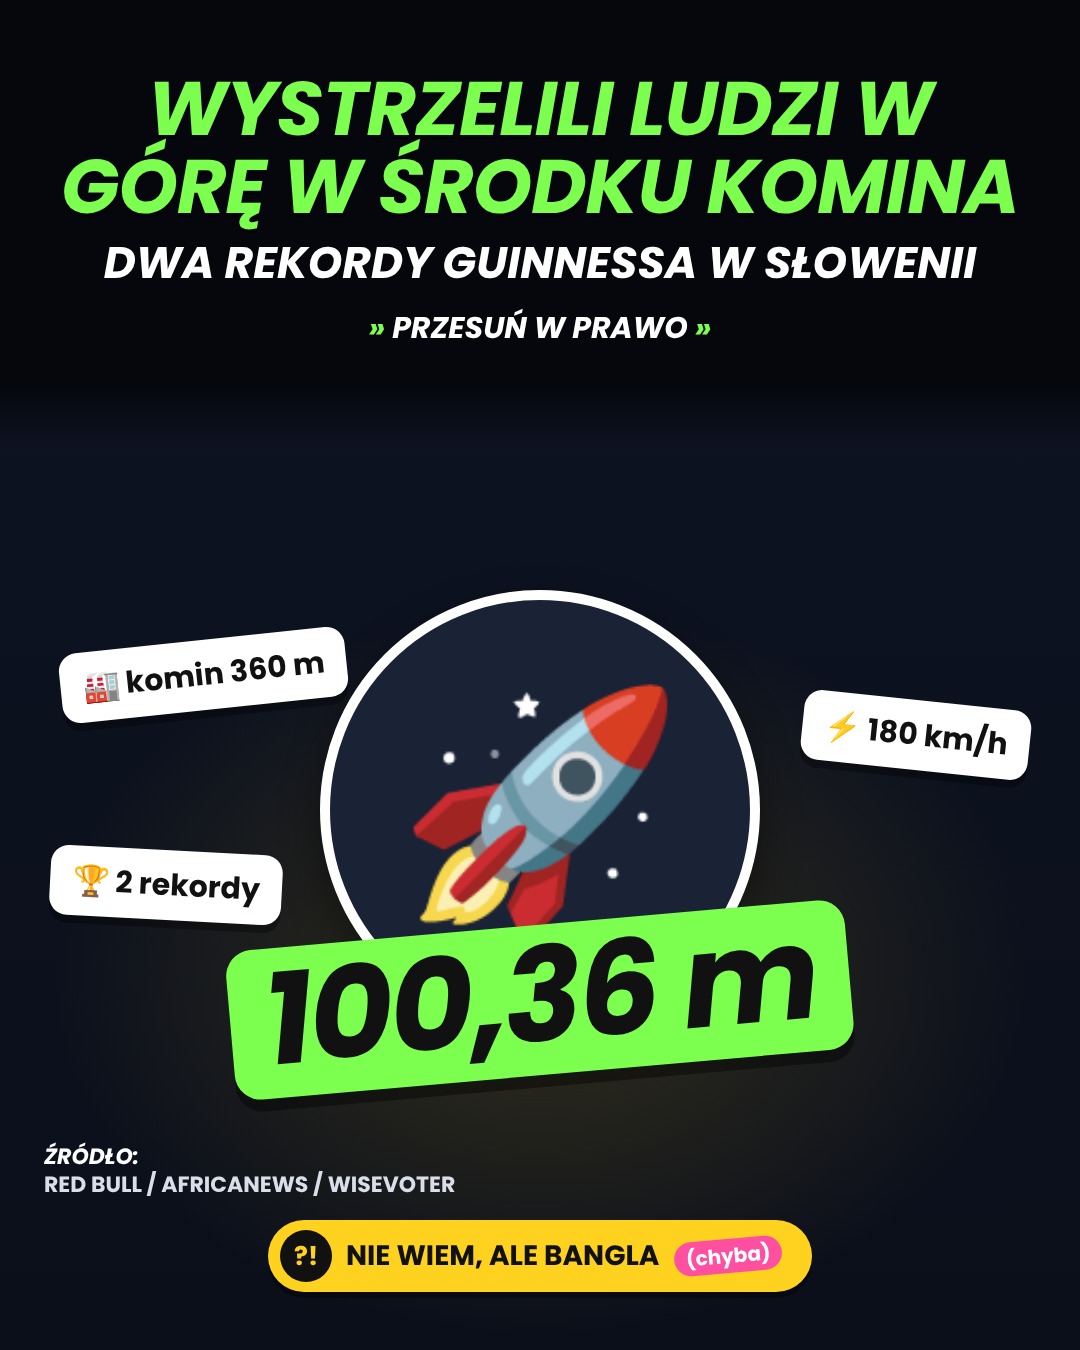 WYSTRZELILI LUDZI W
GÓRĘ W ŚRODKU KOMINA
DWA REKORDY GUINNESSA W SŁOWENII
» PRZESUŃ W PRAWO »
komin 360 m
180 km/h
2 rekordy
100,36 m
ŹRÓDŁO:
RED BULL / AFRICANEWS / WISEVOTER
?! NIE WIEM, ALE BANGLA (chyba)